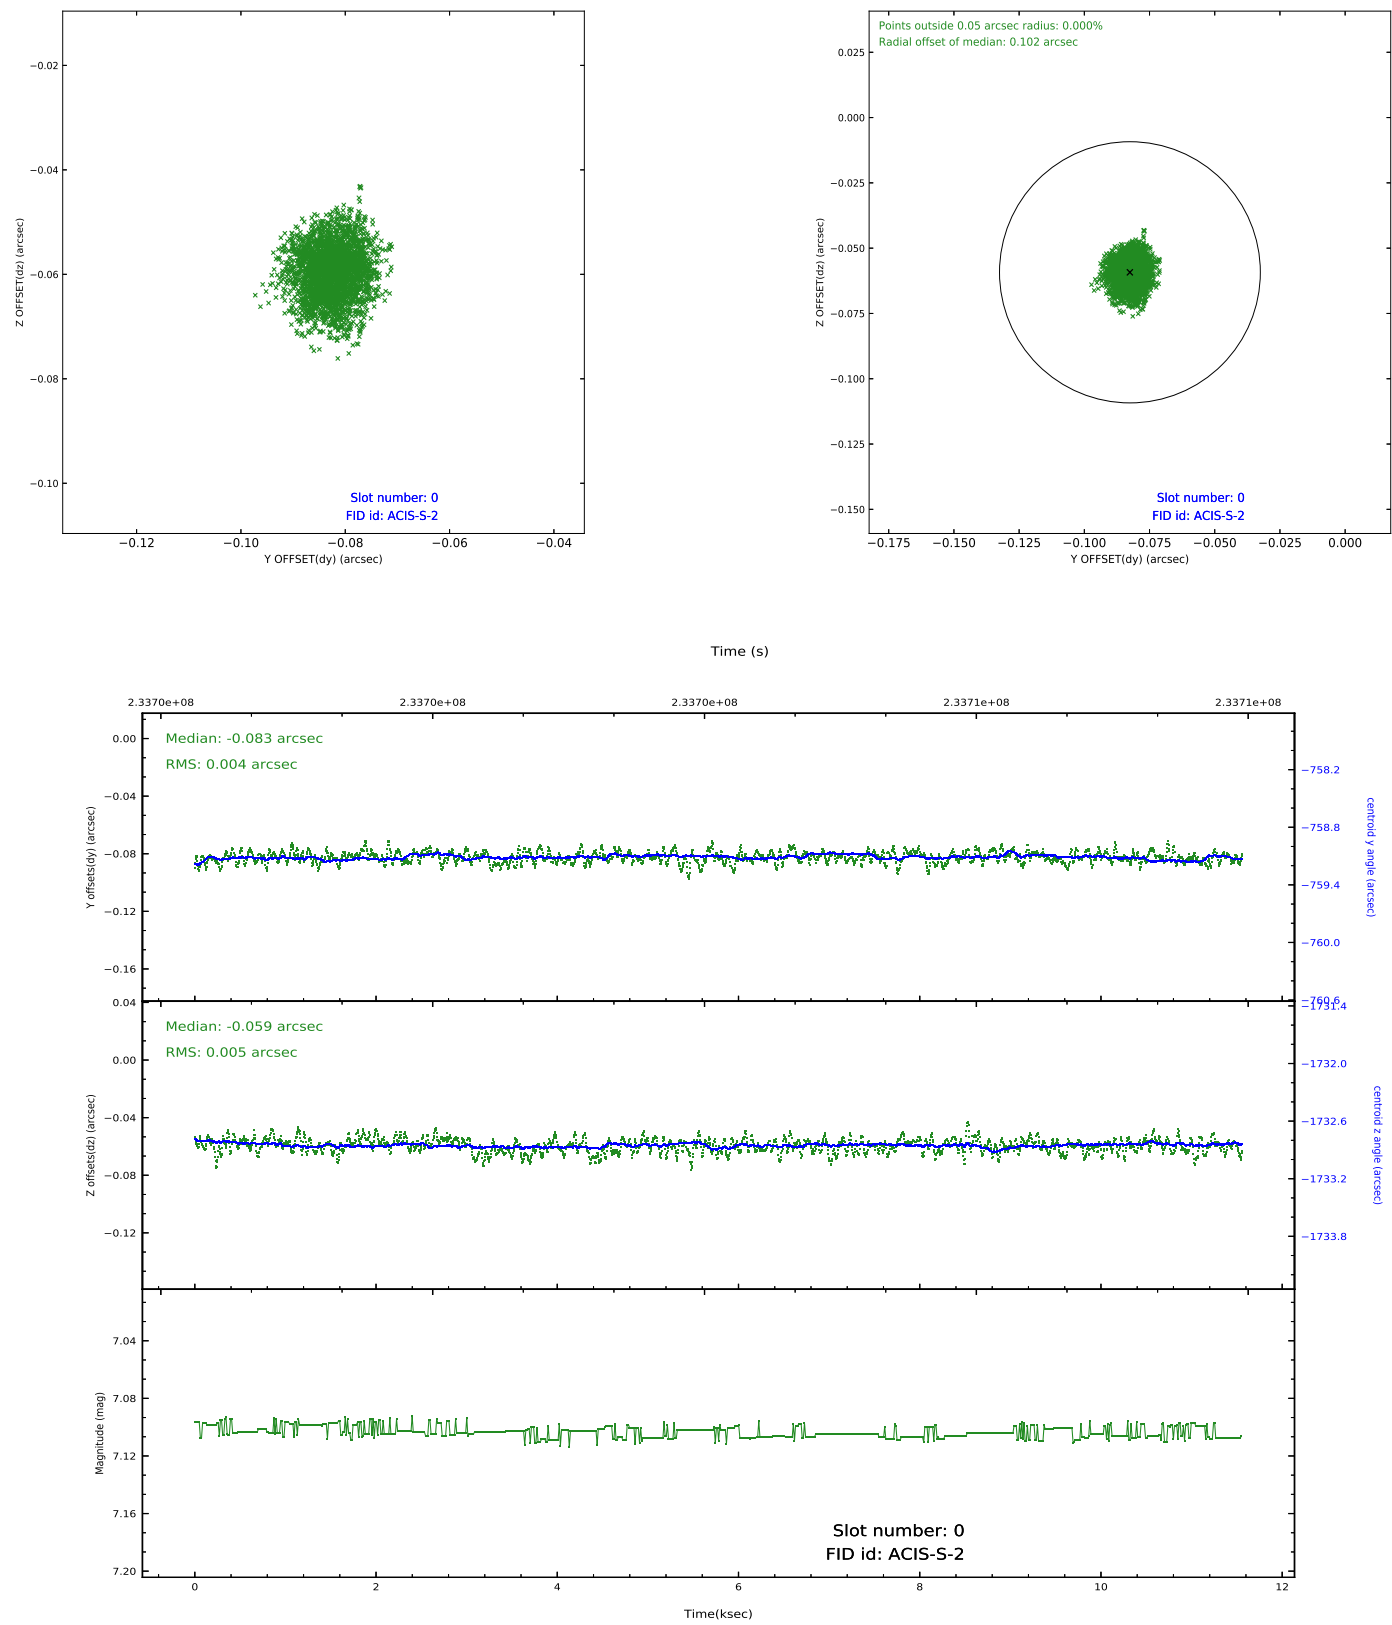 −0.02
−0.04
−0.06
−0.08
−0.10
Z OFFSET(dz) (arcsec)
Slot number: 0
FID id: ACIS-S-2
−0.12
−0.10
−0.08
−0.06
−0.04
Y OFFSET(dy) (arcsec)
Points outside 0.05 arcsec radius: 0.000%
Radial offset of median: 0.102 arcsec
0.025
0.000
−0.025
−0.050
−0.075
−0.100
−0.125
−0.150
Z OFFSET(dz) (arcsec)
Slot number: 0
FID id: ACIS-S-2
−0.175
−0.150
−0.125
−0.100
−0.075
−0.050
−0.025
0.000
Y OFFSET(dy) (arcsec)
Time (s)
2.3370e+08
2.3370e+08
2.3370e+08
2.3371e+08
2.3371e+08
Median: -0.083 arcsec
RMS: 0.004 arcsec
0.00
−0.04
−0.08
−0.12
−0.16
Y offsets(dy) (arcsec)
−758.2
−758.8
−759.4
−760.0
−760.6
centroid y angle (arcsec)
Median: -0.059 arcsec
RMS: 0.005 arcsec
0.04
0.00
−0.04
−0.08
−0.12
Z offsets(dz) (arcsec)
−1731.4
−1732.0
−1732.6
−1733.2
−1733.8
centroid z angle (arcsec)
7.04
7.08
7.12
7.16
7.20
Magnitude (mag)
Slot number: 0
FID id: ACIS-S-2
0
2
4
6
8
10
12
Time(ksec)